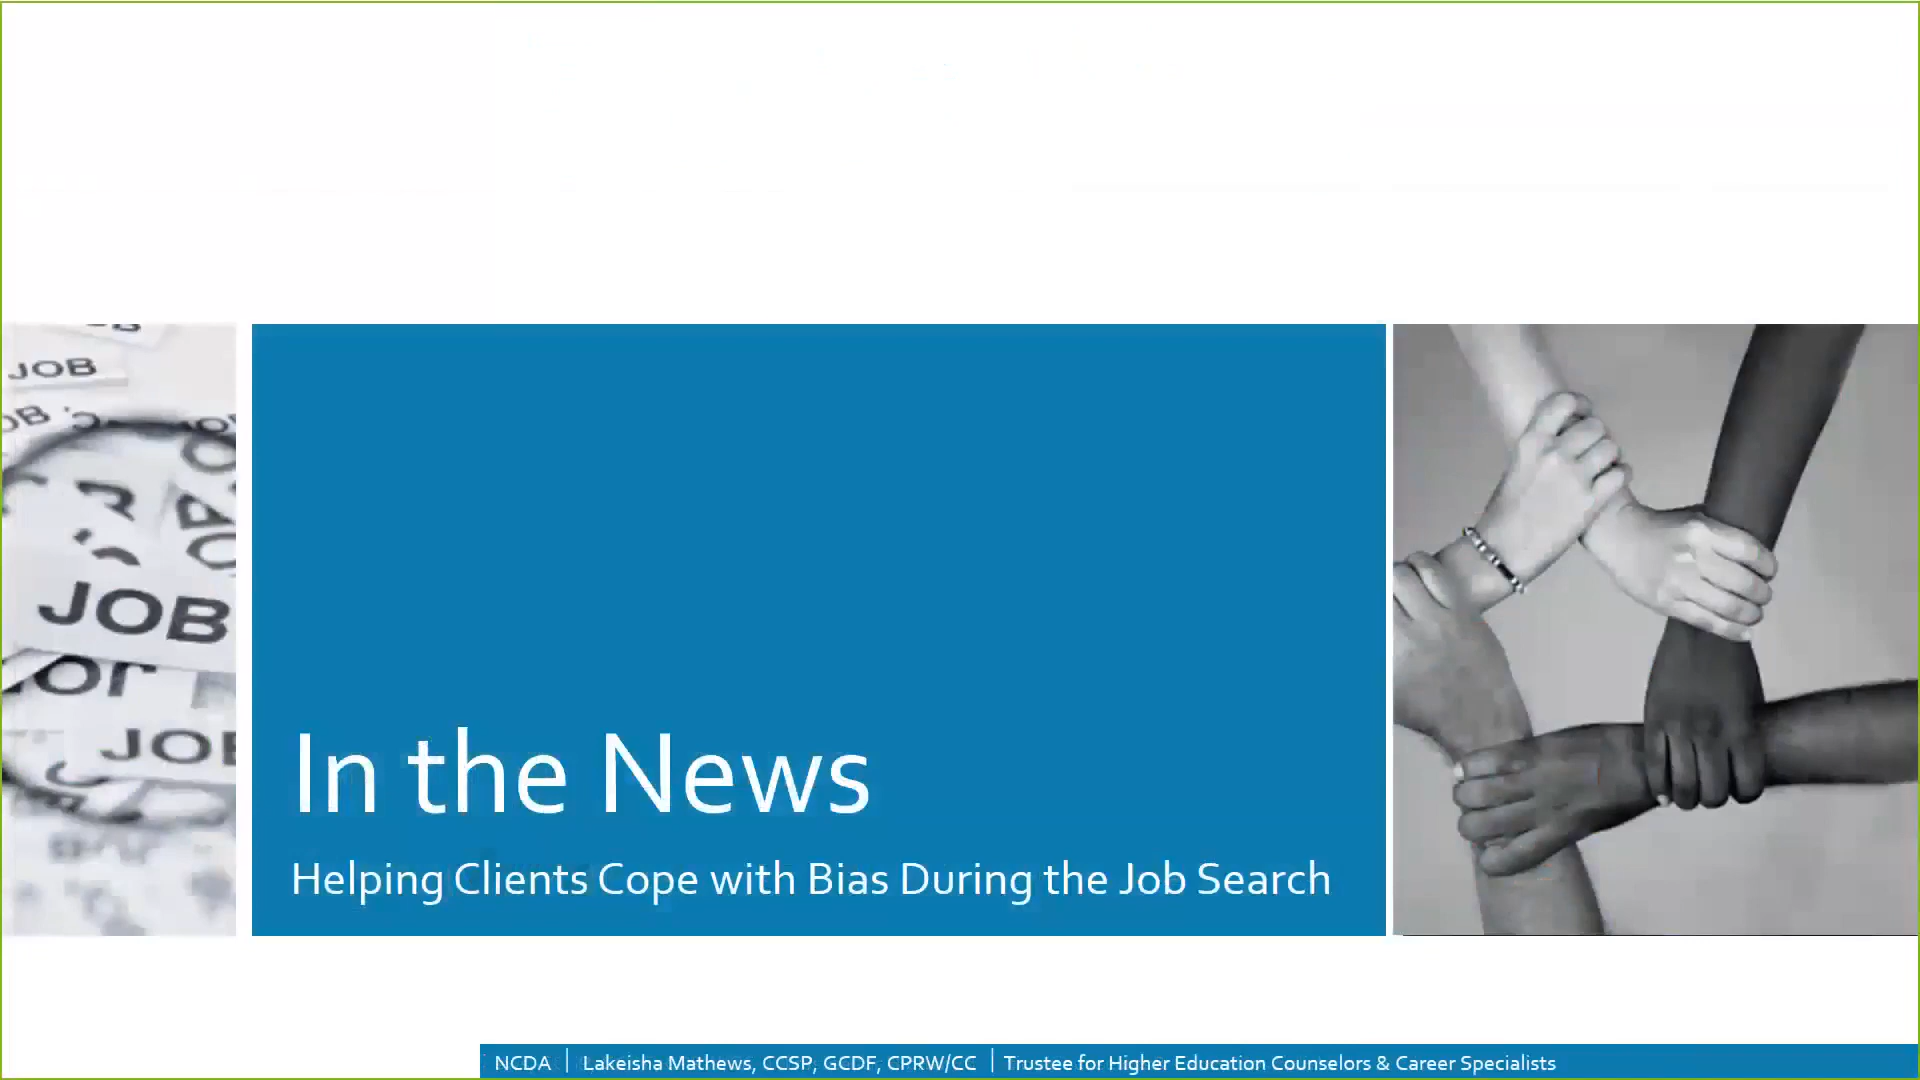 JOB
JOB
JOB
In the News
Helping Clients Cope with Bias During the Job Search
NCDA | Lakeisha Mathews, CCSP, GCDF, CPRW/CC | Trustee for Higher Education Counselors & Career Specialists